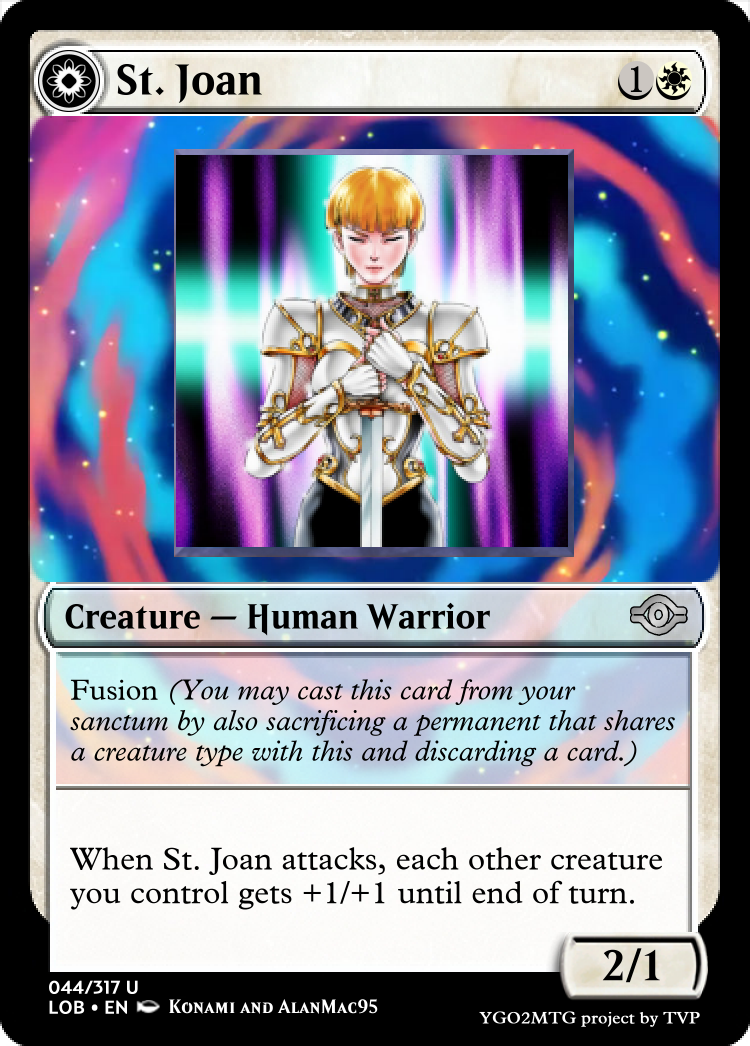 St. Joan
1
Creature — Human Warrior
Fusion (You may cast this card from your
sanctum by also sacrificing a permanent that shares
a creature type with this and discarding a card.)
When St. Joan attacks, each other creature
you control gets +1/+1 until end of turn.
2/1
044/317 U
LOB • EN Konami and AlanMac95
YGO2MTG project by TVP